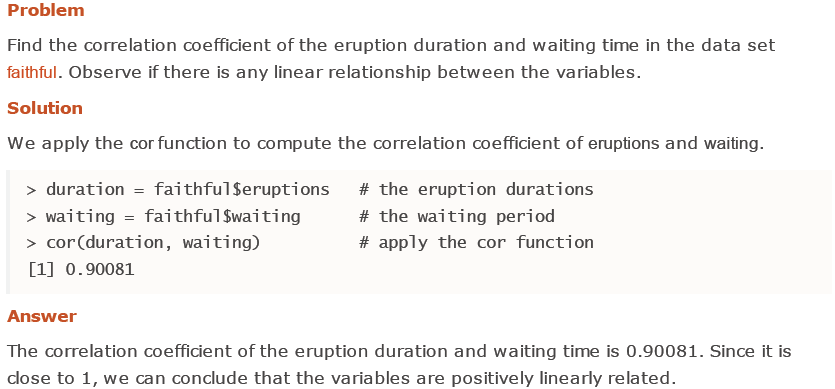 Problem
Find the correlation coefficient of the eruption duration and waiting time in the data set
faithful. Observe if there is any linear relationship between the variables.
Solution
We apply the cor function to compute the correlation coefficient of eruptions and waiting.
> duration = faithful$eruptions   # the eruption durations
> waiting = faithful$waiting      # the waiting period
> cor(duration, waiting)          # apply the cor function
[1] 0.90081
Answer
The correlation coefficient of the eruption duration and waiting time is 0.90081. Since it is
close to 1, we can conclude that the variables are positively linearly related.